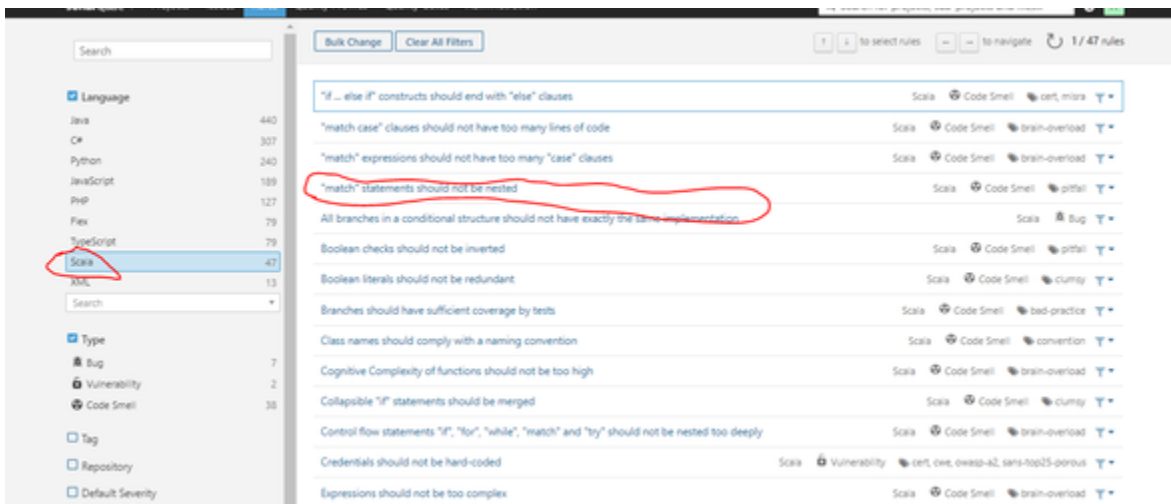 Search
Bulk Change
Clear All Filters
to select rules
to navigate
1 / 47 rules
Language
Java 440
C# 307
Python 240
JavaScript 189
PHP 127
Flex 79
TypeScript 79
Scala 47
XML 13
Search
Type
Bug 7
Vulnerability 2
Code Smell 38
Tag
Repository
Default Severity
"if ... else if" constructs should end with "else" clauses Scala Code Smell cert, misra
"match case" clauses should not have too many lines of code Scala Code Smell brain-overload
"match" expressions should not have too many "case" clauses Scala Code Smell brain-overload
"match" statements should not be nested Scala Code Smell pitfall
All branches in a conditional structure should not have exactly the same implementation Scala Bug
Boolean checks should not be inverted Scala Code Smell pitfall
Boolean literals should not be redundant Scala Code Smell clumsy
Branches should have sufficient coverage by tests Scala Code Smell bad-practice
Class names should comply with a naming convention Scala Code Smell convention
Cognitive Complexity of functions should not be too high Scala Code Smell brain-overload
Collapsible "if" statements should be merged Scala Code Smell clumsy
Control flow statements "if", "for", "while", "match" and "try" should not be nested too deeply Scala Code Smell brain-overload
Credentials should not be hard-coded Scala Vulnerability cert, cwe, owasp-a2, sans-top25-porous
Expressions should not be too complex Scala Code Smell brain-overload